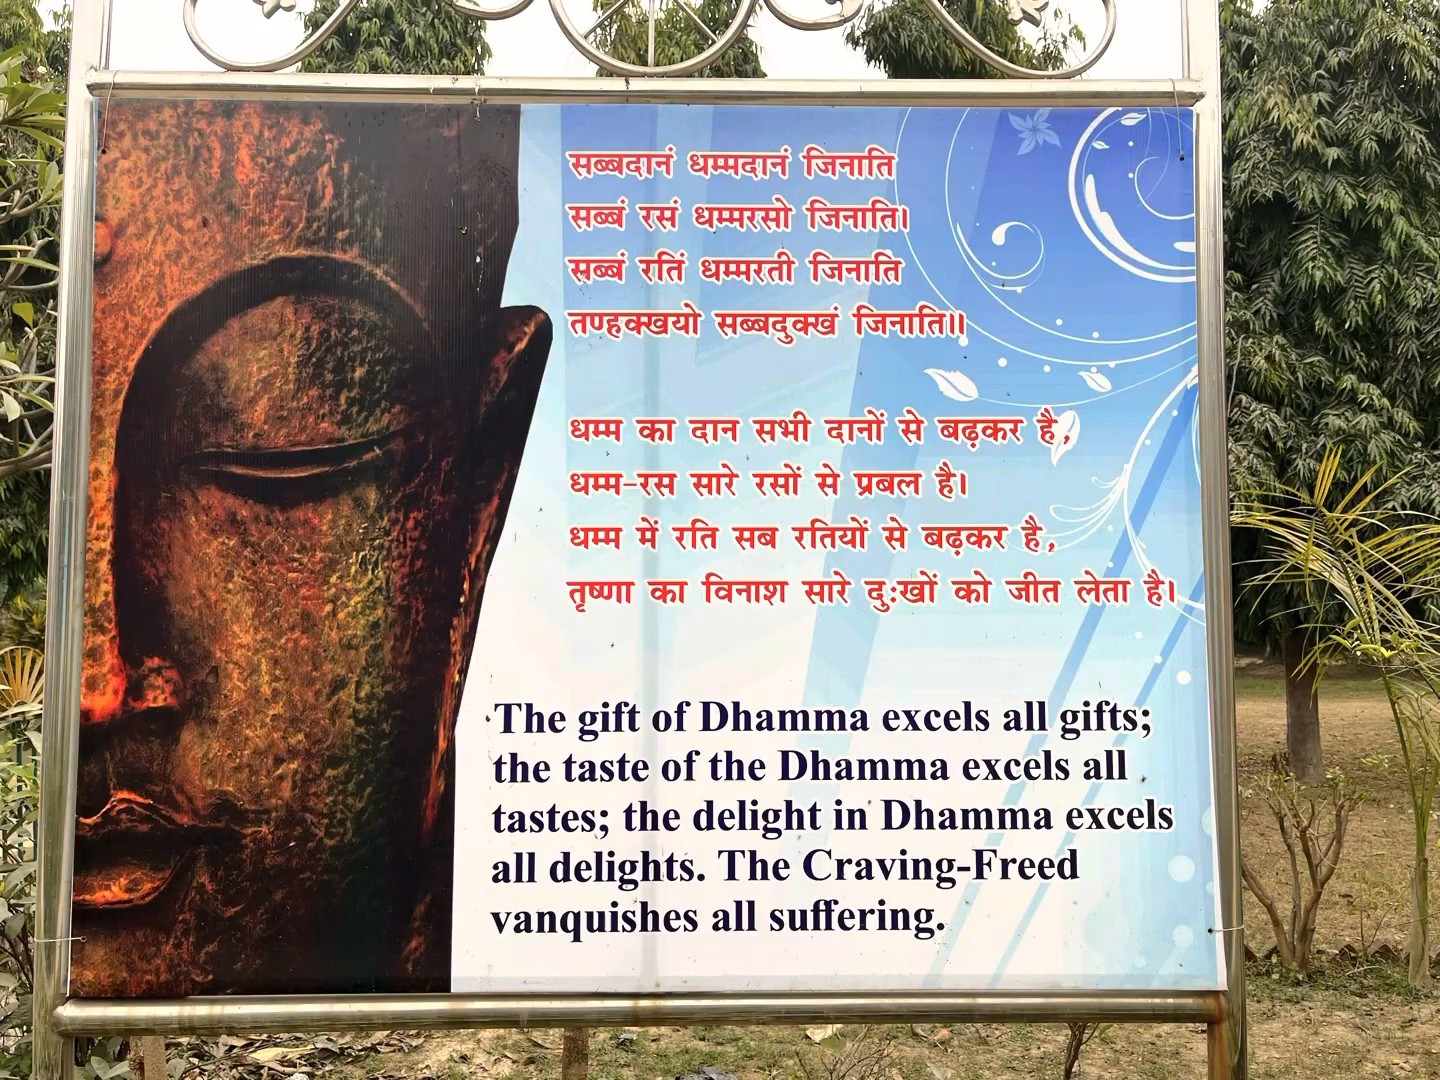 सब्बदानं धम्मदानं जिनाति
सब्बं रसं धम्मरसो जिनाति।
सब्बं रतिं धम्मरती जिनाति
तण्हक्खयो सब्बदुक्खं जिनाति॥
धम्म का दान सभी दानों से बढ़कर है,
धम्म-रस सारे रसों से प्रबल है।
धम्म में रति सब रतियों से बढ़कर है,
तृष्णा का विनाश सारे दुःखों को जीत लेता है।
The gift of Dhamma excels all gifts;
the taste of the Dhamma excels all
tastes; the delight in Dhamma excels
all delights. The Craving-Freed
vanquishes all suffering.